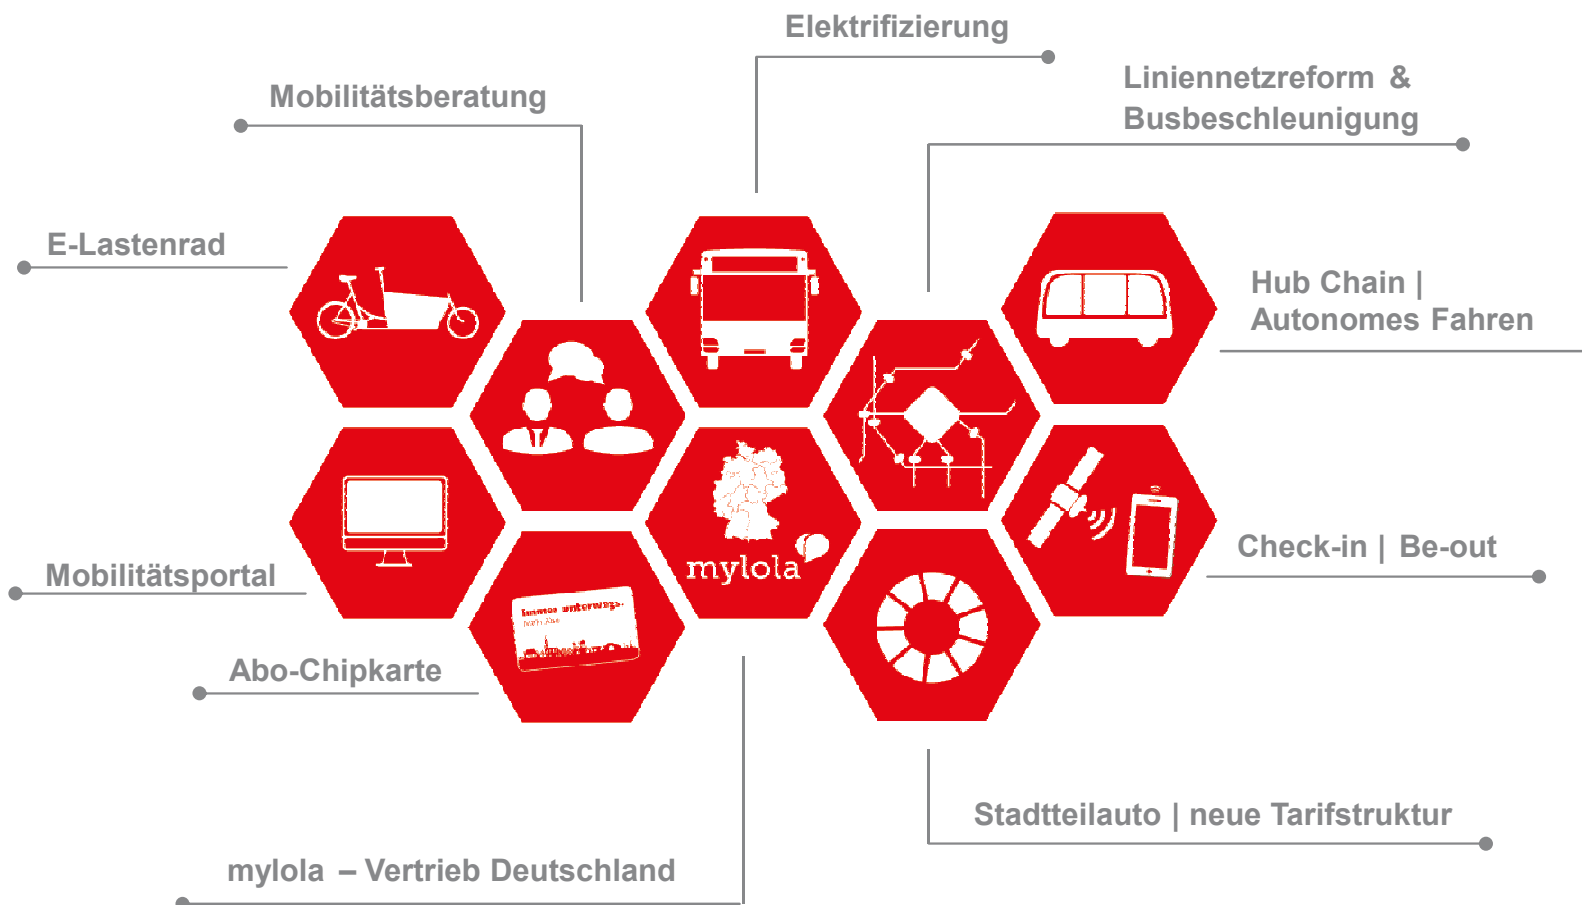 Elektrifizierung
Liniennetzreform &
Busbeschleunigung
Mobilitätsberatung
E-Lastenrad
Hub Chain |
Autonomes Fahren
mylola
Check-in | Be-out
Mobilitätsportal
unterwegs.
Abo-Chipkarte
Stadtteilauto | neue Tarifstruktur
mylola – Vertrieb Deutschland